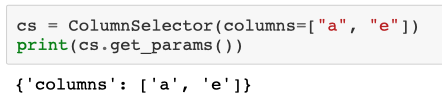 cs = ColumnSelector(columns=["a", "e"])
print(cs.get_params())
{'columns': ['a', 'e']}